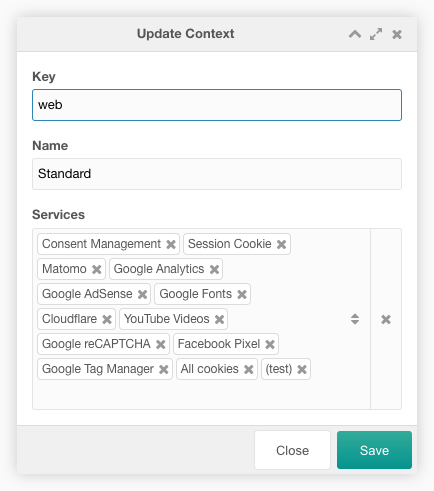 Update Context
Key
web
Name
Standard
Services
Consent Management Session Cookie
Matomo Google Analytics
Google AdSense Google Fonts
Cloudflare YouTube Videos
Google reCAPTCHA Facebook Pixel
Google Tag Manager All cookies (test)
Close Save